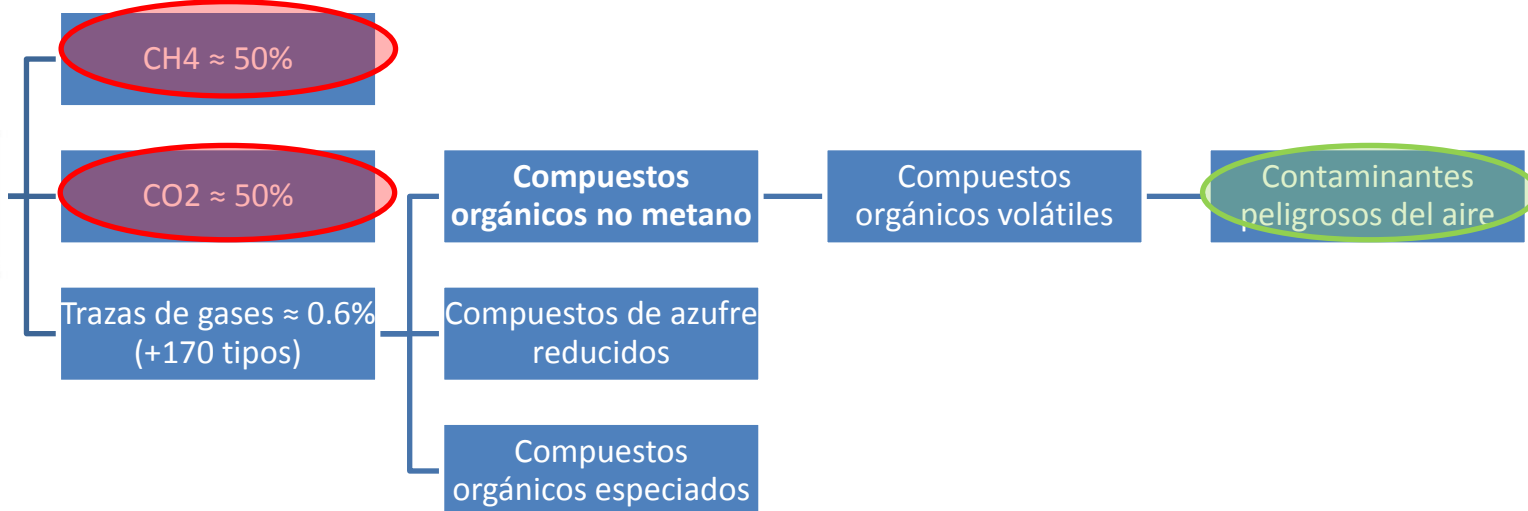 CH4 ≈ 50%
CO2 ≈ 50%
Trazas de gases ≈ 0.6%
(+170 tipos)
Compuestos
orgánicos no metano
Compuestos de azufre
reducidos
Compuestos
orgánicos especiados
Compuestos
orgánicos volátiles
Contaminantes
peligrosos del aire